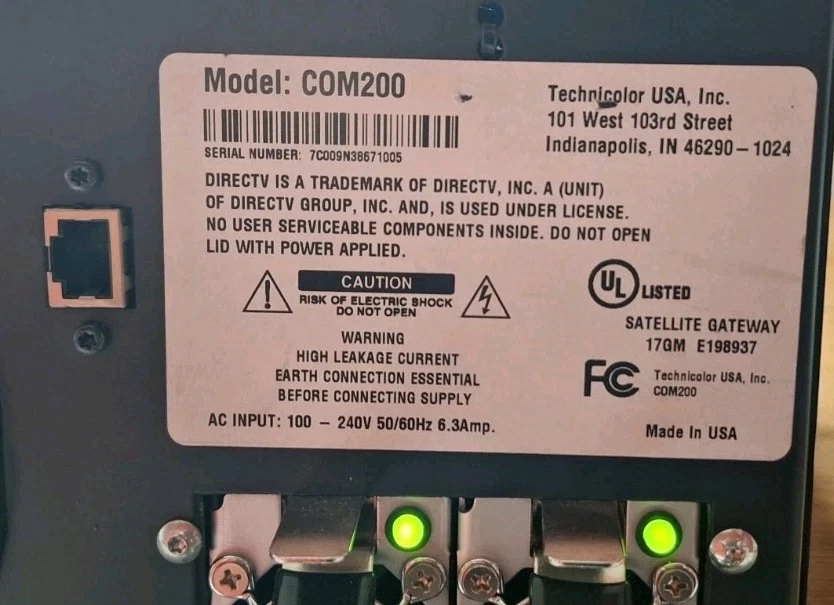 Model: COM200
SERIAL NUMBER: 7C009N38671005
Technicolor USA, Inc.
101 West 103rd Street
Indianapolis, IN 46290-1024
DIRECTV IS A TRADEMARK OF DIRECTV, INC. A (UNIT)
OF DIRECTV GROUP, INC. AND, IS USED UNDER LICENSE.
NO USER SERVICEABLE COMPONENTS INSIDE. DO NOT OPEN
LID WITH POWER APPLIED.
CAUTION
RISK OF ELECTRIC SHOCK
DO NOT OPEN
WARNING
HIGH LEAKAGE CURRENT
EARTH CONNECTION ESSENTIAL
BEFORE CONNECTING SUPPLY
AC INPUT: 100 - 240V 50/60Hz 6.3Amp.
UL LISTED
SATELLITE GATEWAY
17GM E198937
FC Technicolor USA, Inc.
COM200
Made In USA